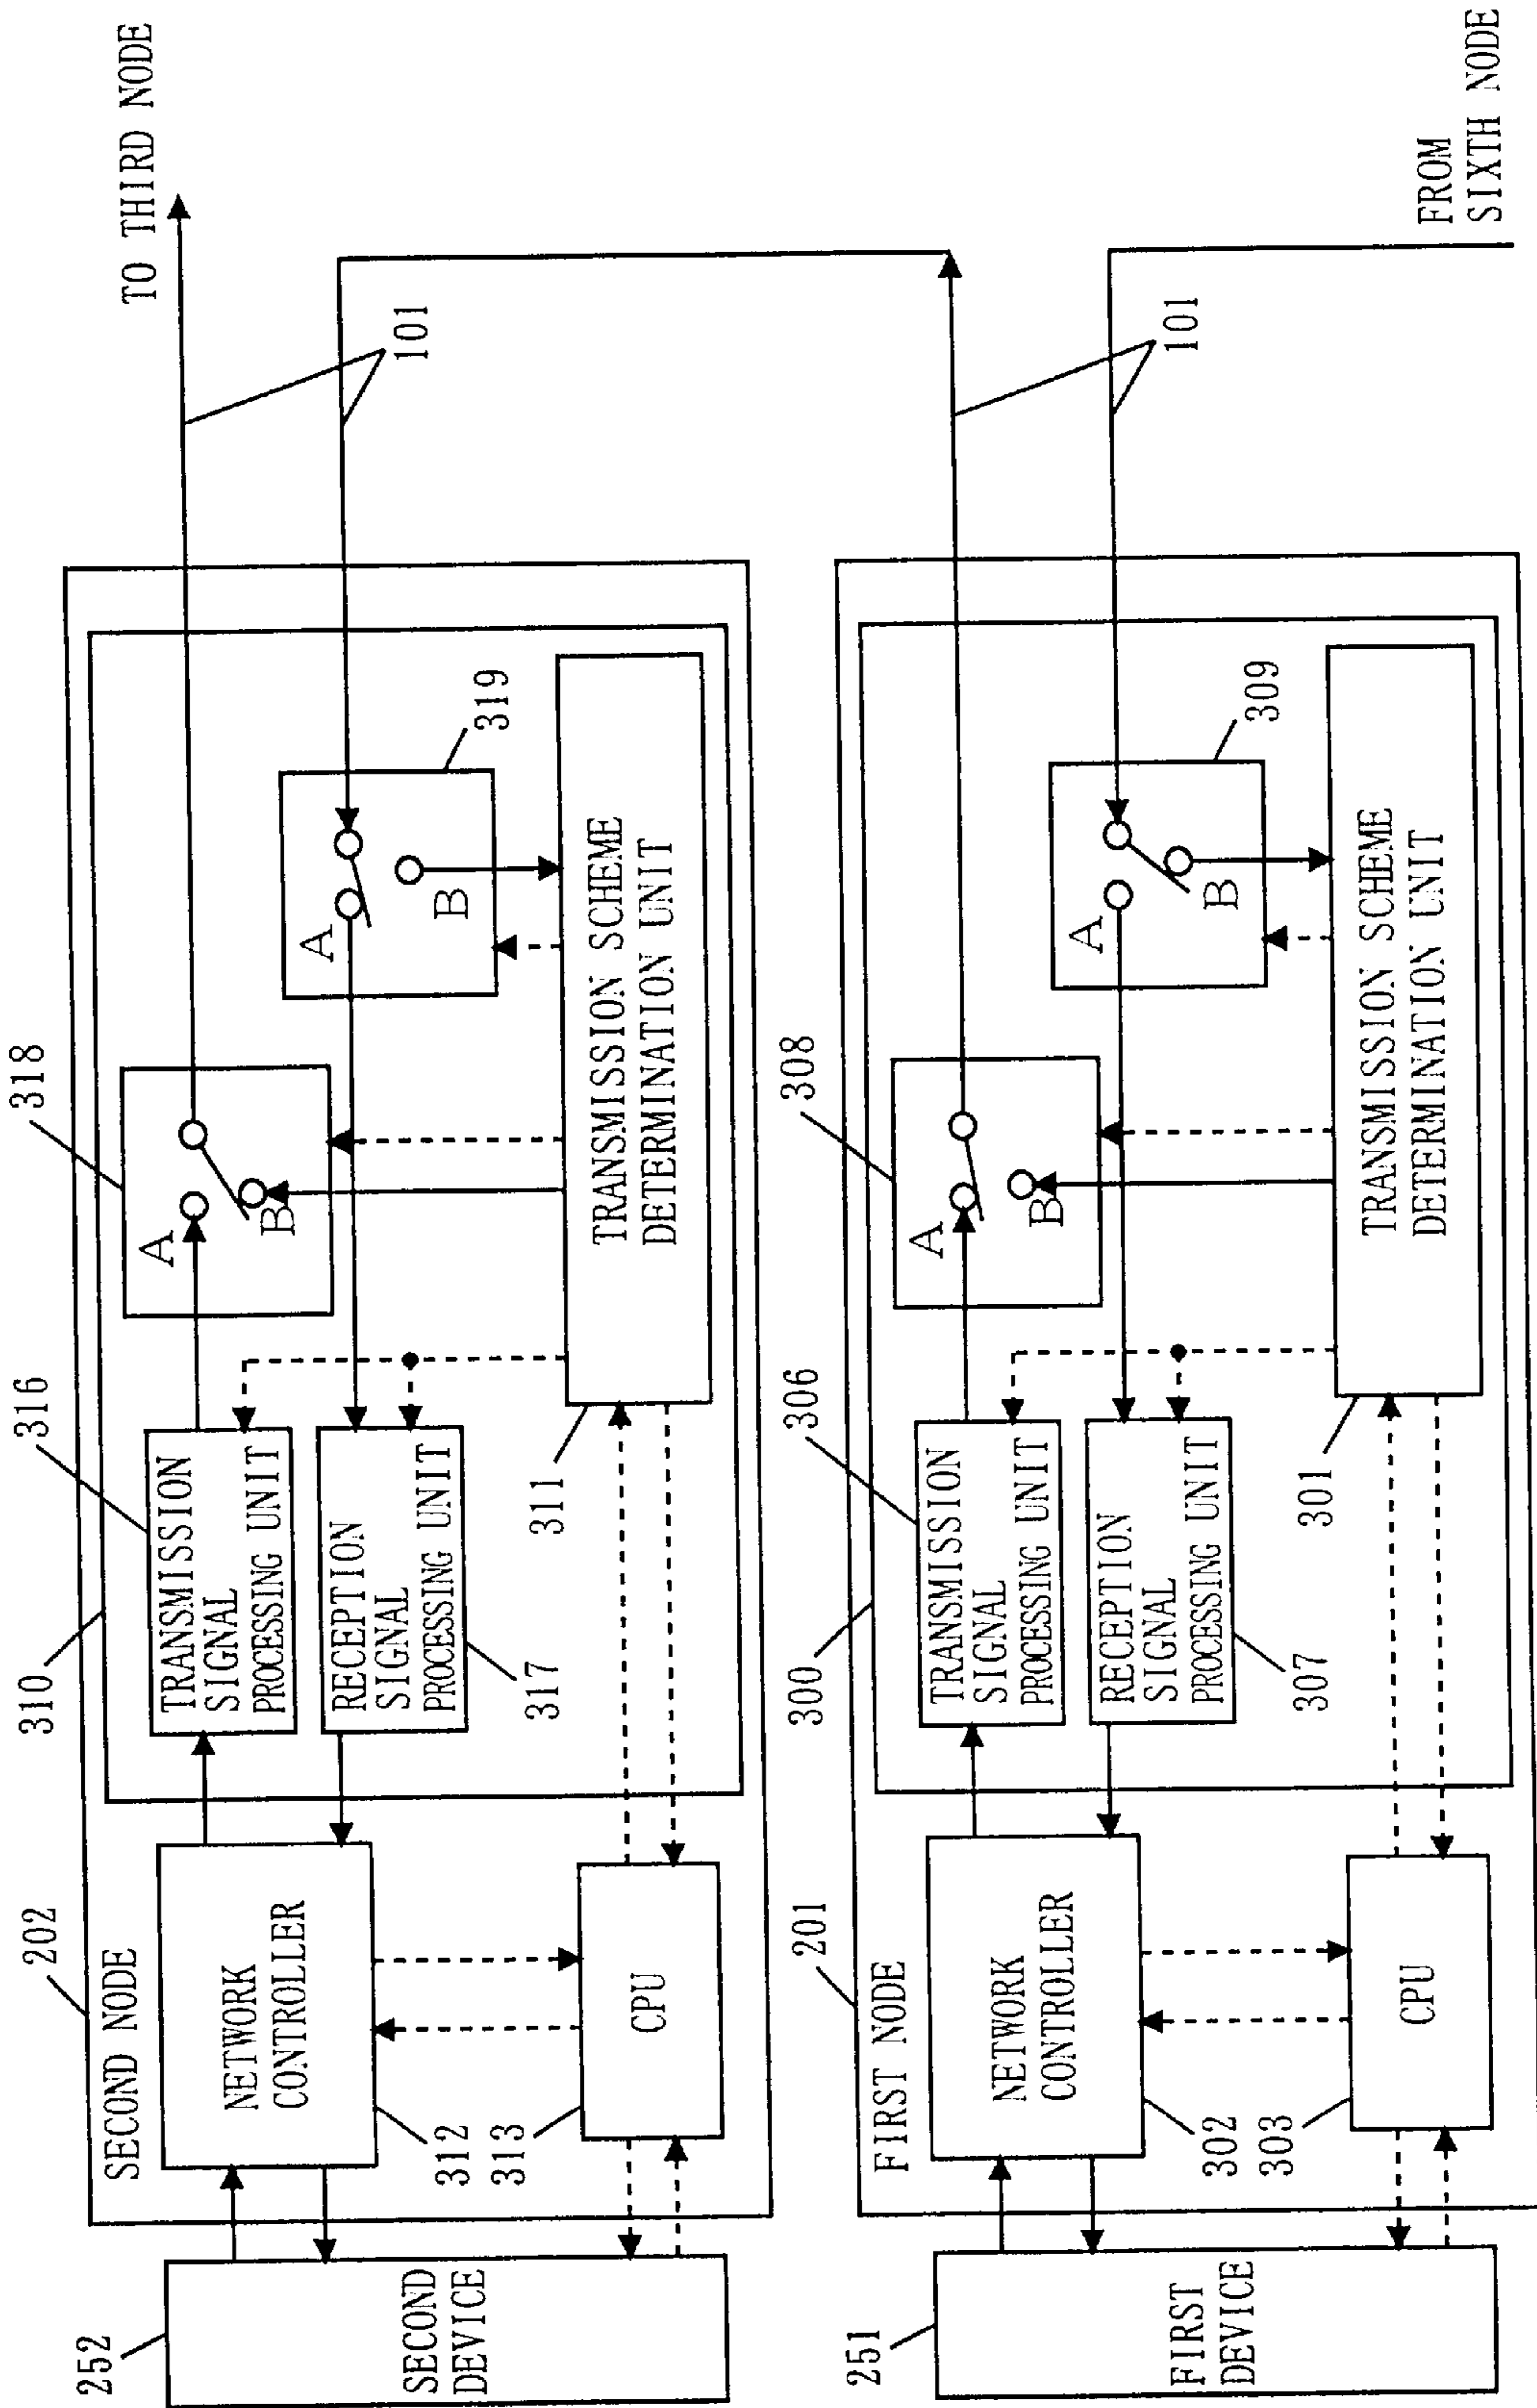 TO THIRD NODE
202
310
316
318
SECOND NODE
252
SECOND
DEVICE
NETWORK
CONTROLLER
312
313
CPU
TRANSMISSION
SIGNAL
PROCESSING UNIT
RECEPTION
SIGNAL
PROCESSING UNIT
317
311
A
B
A
B
319
TRANSMISSION SCHEME
DETERMINATION UNIT
101
201
300
306
308
FIRST NODE
251
FIRST
DEVICE
NETWORK
CONTROLLER
302
303
CPU
TRANSMISSION
SIGNAL
PROCESSING UNIT
RECEPTION
SIGNAL
PROCESSING UNIT
307
301
A
B
A
B
309
TRANSMISSION SCHEME
DETERMINATION UNIT
101
FROM
SIXTH NODE